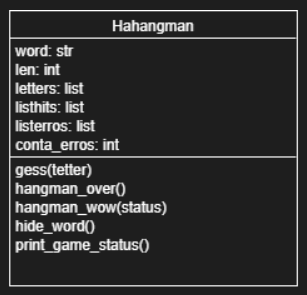 Hahangman
word: str
len: int
letters: list
listhits: list
listerros: list
conta_erros: int
gess(tetter)
hangman_over()
hangman_wow(status)
hide_word()
print_game_status()